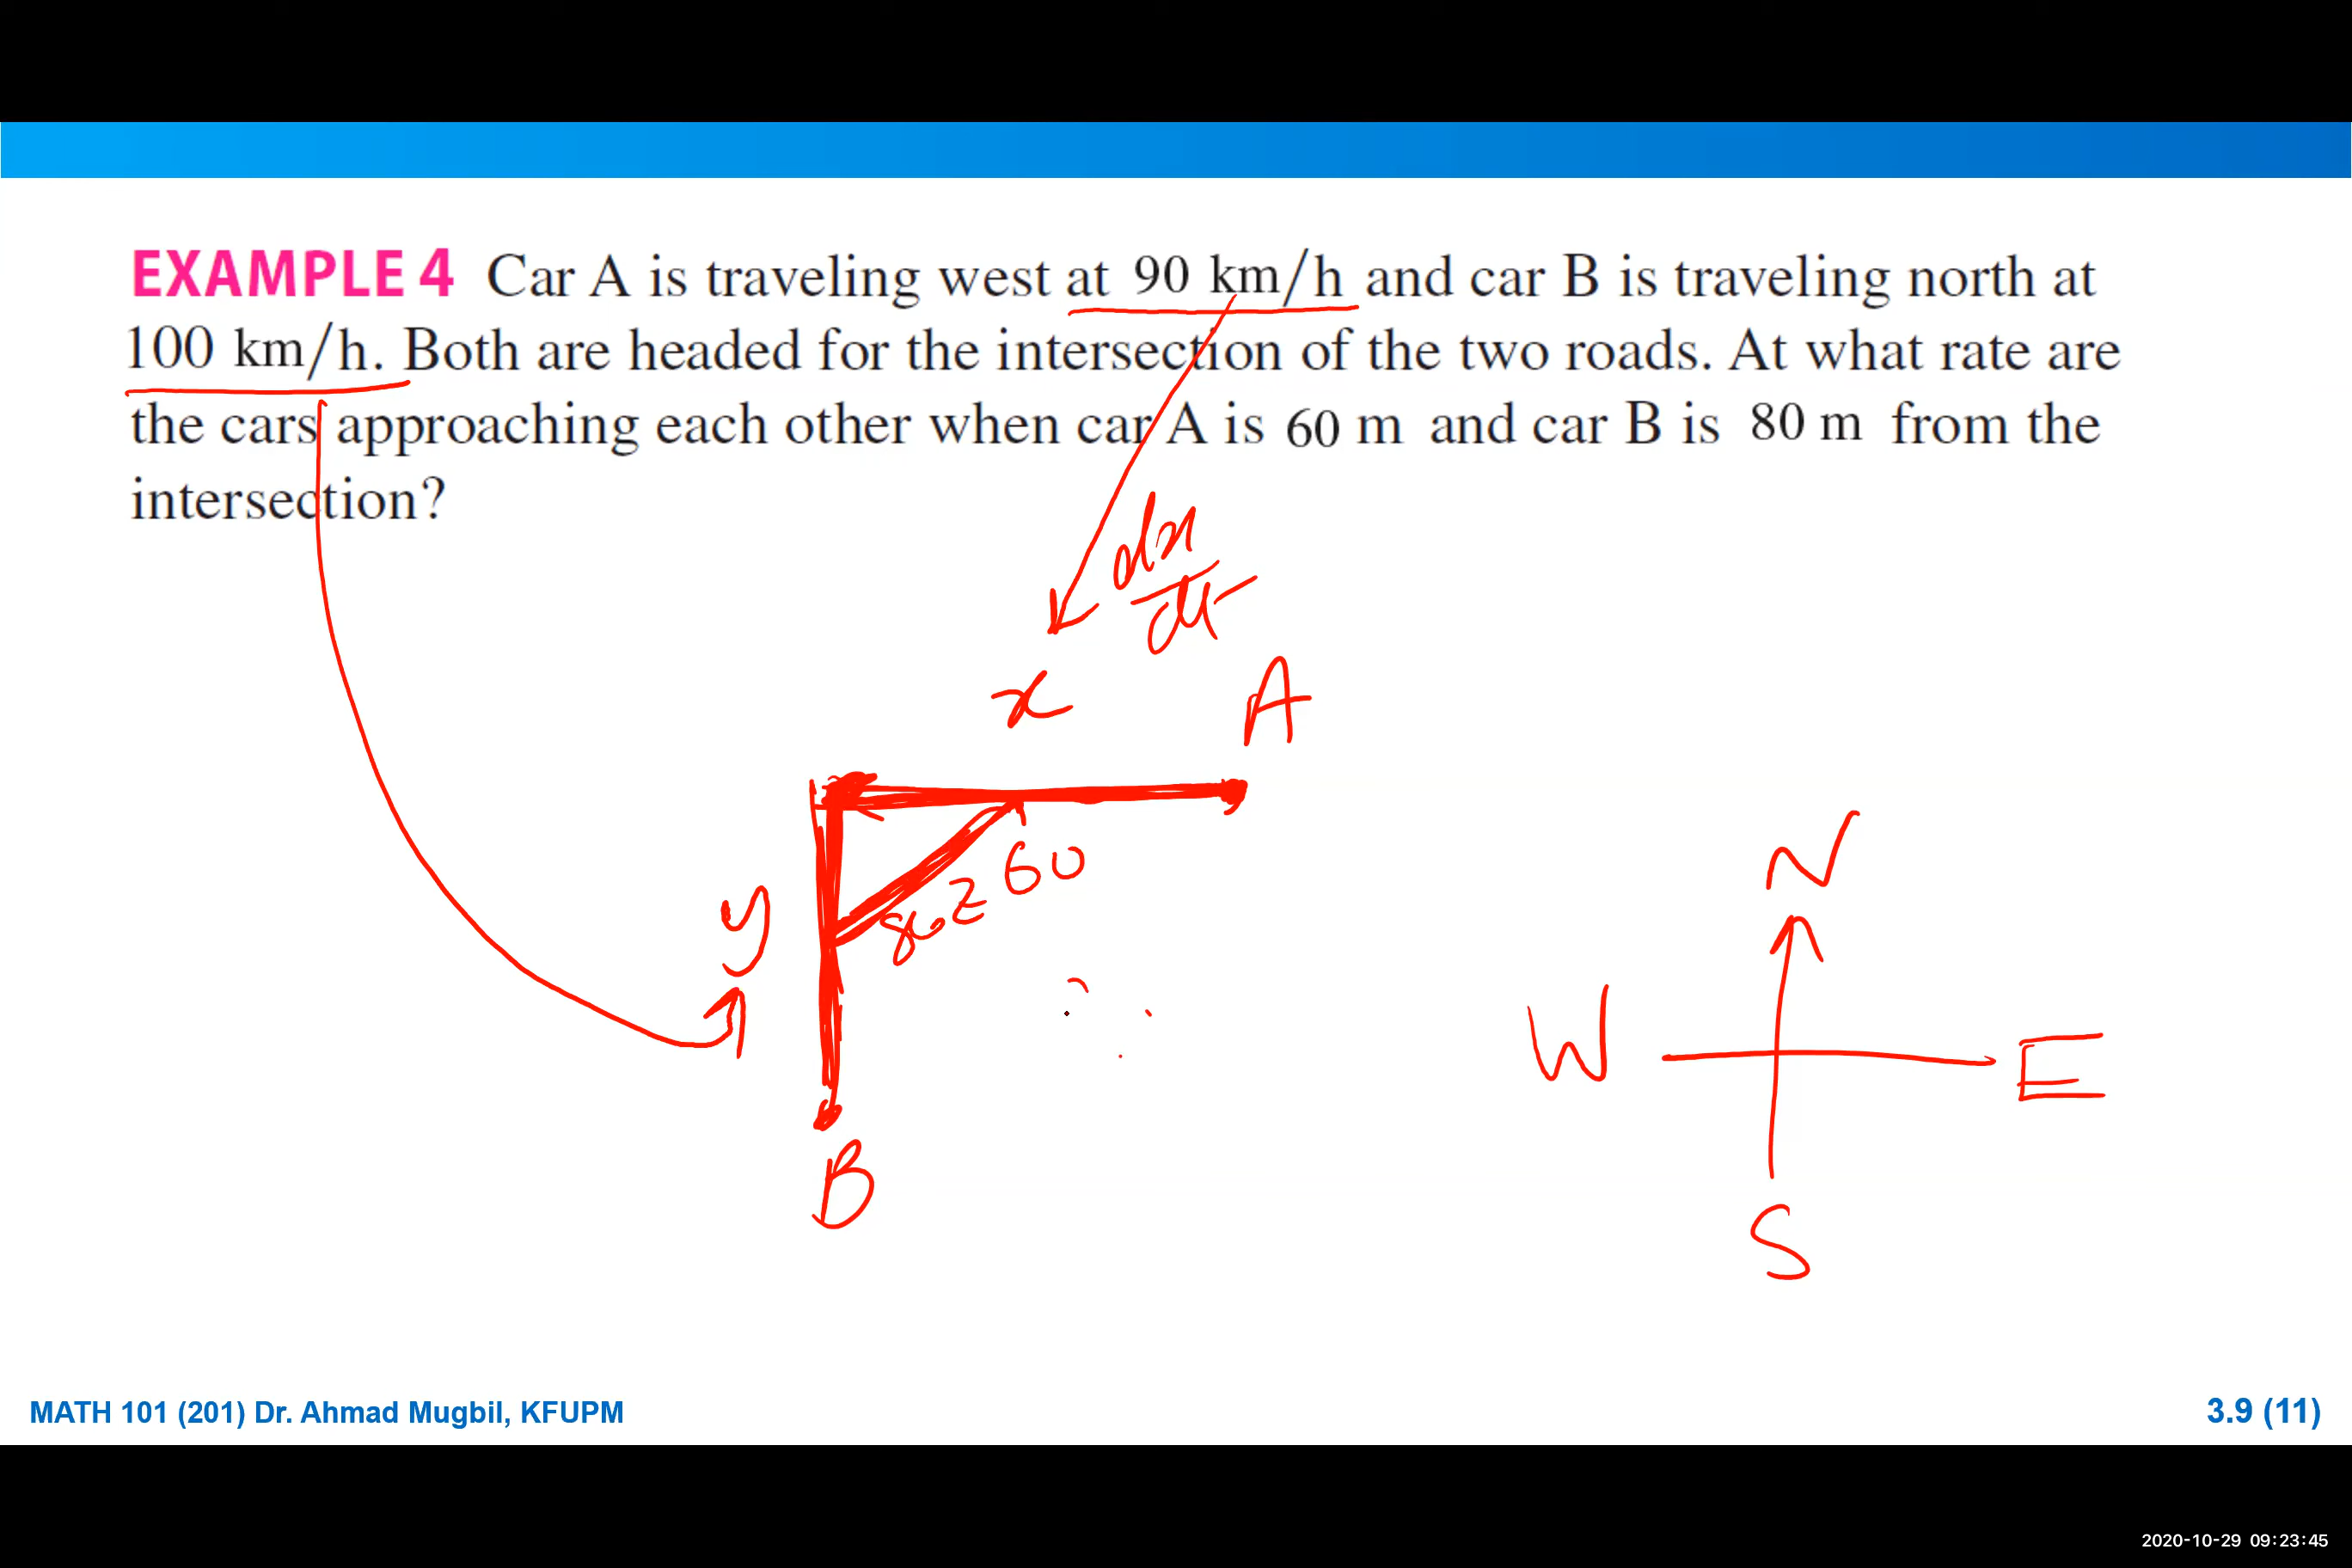 EXAMPLE 4 Car A is traveling west at 90 km/h and car B is traveling north at
100 km/h. Both are headed for the intersection of the two roads. At what rate are
the cars approaching each other when car A is 60 m and car B is 80 m from the
intersection?
dx
dt
x
A
y
80
z
60
B
N
W
E
S
MATH 101 (201) Dr. Ahmad Mugbil, KFUPM
3.9 (11)
2020-10-29 09:23:45